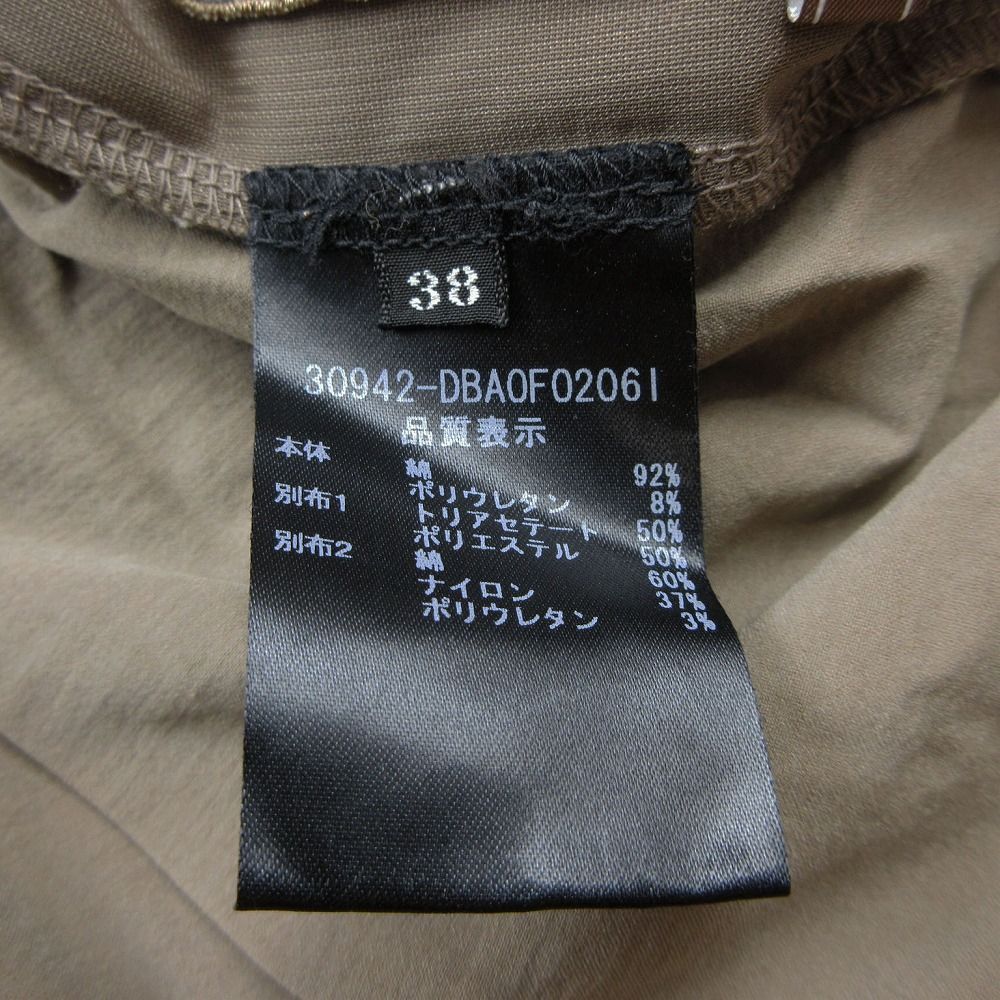 38
30942-DBA0F0206I
品質表示
本体 綿 92%
ポリウレタン 8%
別布1 トリアセテート 50%
ポリエステル 50%
別布2 綿 60%
ナイロン 37%
ポリウレタン 3%